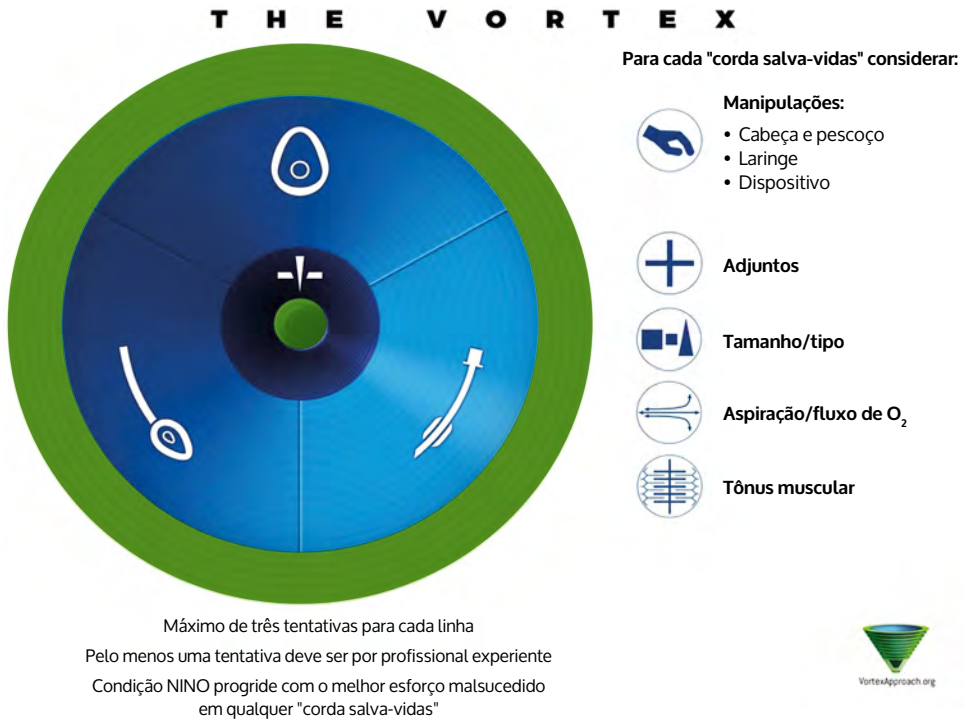 THE VORTEX
Para cada "corda salva-vidas" considerar:
Manipulações:
• Cabeça e pescoço
• Laringe
• Dispositivo
Adjuntos
Tamanho/tipo
Aspiração/fluxo de O₂
Tônus muscular
Máximo de três tentativas para cada linha
Pelo menos uma tentativa deve ser por profissional experiente
Condição NINO progride com o melhor esforço malsucedido
em qualquer "corda salva-vidas"
VortexApproach.org